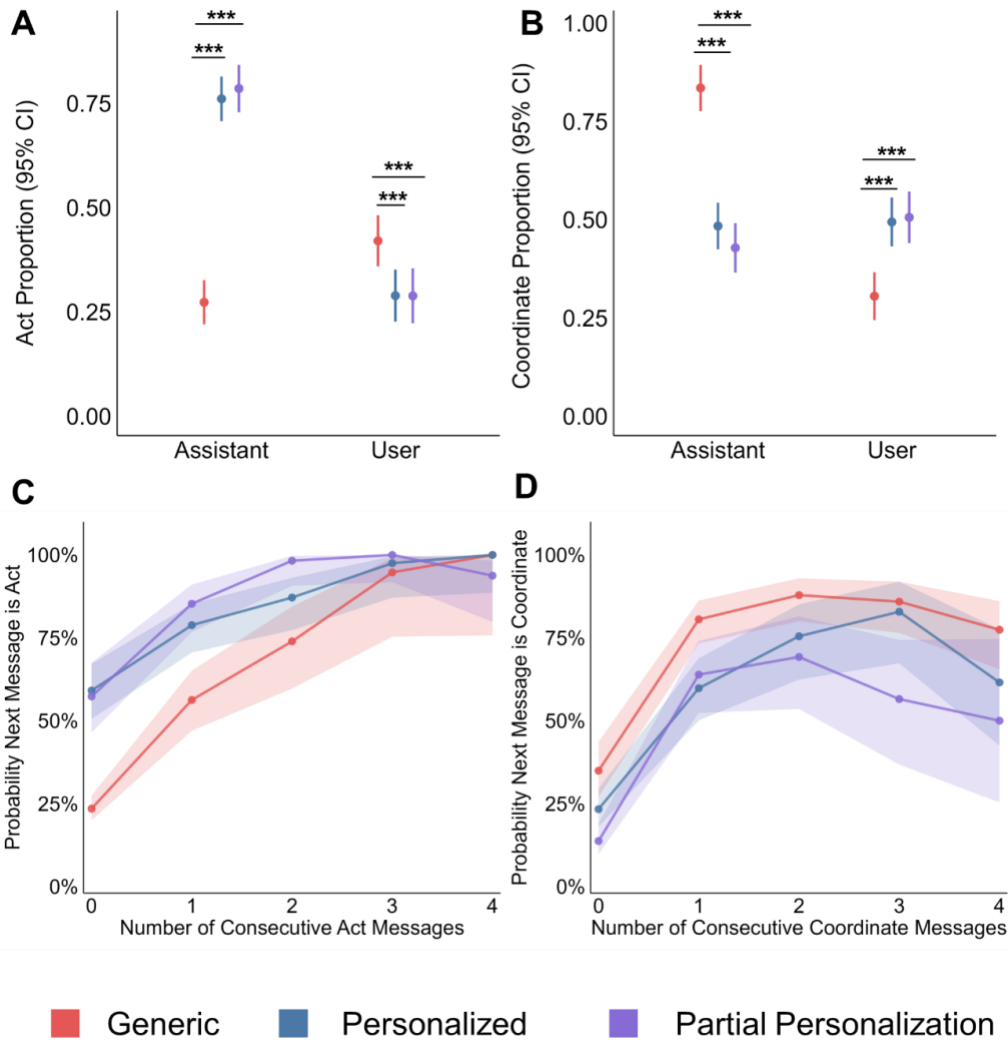 A
Act Proportion (95% CI)
0.75
0.50
0.25
0.00
***
***
***
***
Assistant
User
B
Coordinate Proportion (95% CI)
1.00
0.75
0.50
0.25
0.00
***
***
***
***
Assistant
User
C
Probability Next Message is Act
100%
75%
50%
25%
0%
0
1
2
3
4
Number of Consecutive Act Messages
D
Probability Next Message is Coordinate
100%
75%
50%
25%
0%
0
1
2
3
4
Number of Consecutive Coordinate Messages
Generic
Personalized
Partial Personalization